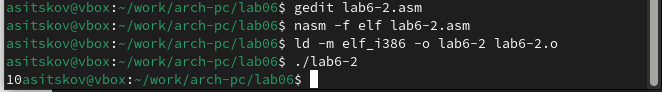 asitskov@vbox:~/work/arch-pc/lab06$ gedit lab6-2.asm
asitskov@vbox:~/work/arch-pc/lab06$ nasm -f elf lab6-2.asm
asitskov@vbox:~/work/arch-pc/lab06$ ld -m elf_i386 -o lab6-2 lab6-2.o
asitskov@vbox:~/work/arch-pc/lab06$ ./lab6-2
10asitskov@vbox:~/work/arch-pc/lab06$